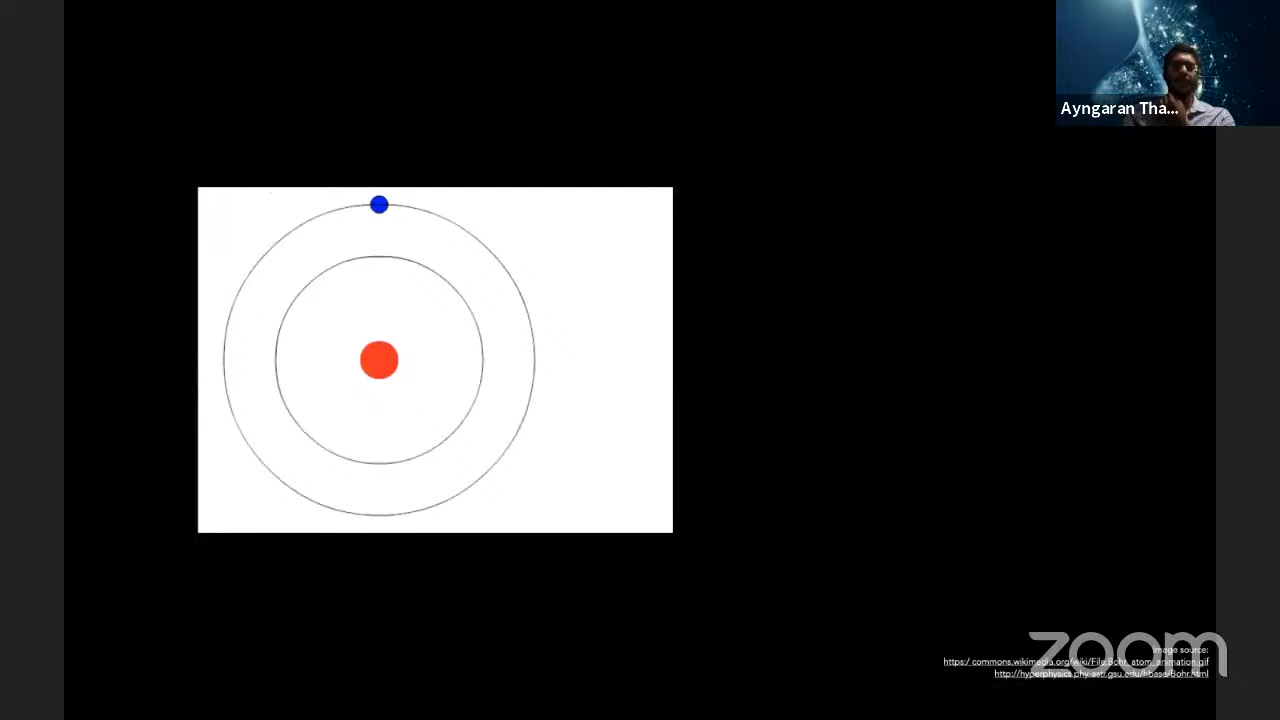 Ayngaran Tha...
zoom
Image source:
https:/ commons.wikimedia.org/wiki/File:Bohr_atom_animation.gif
http://hyperphysics.phy-astr.gsu.edu/hbase/Bohr.html